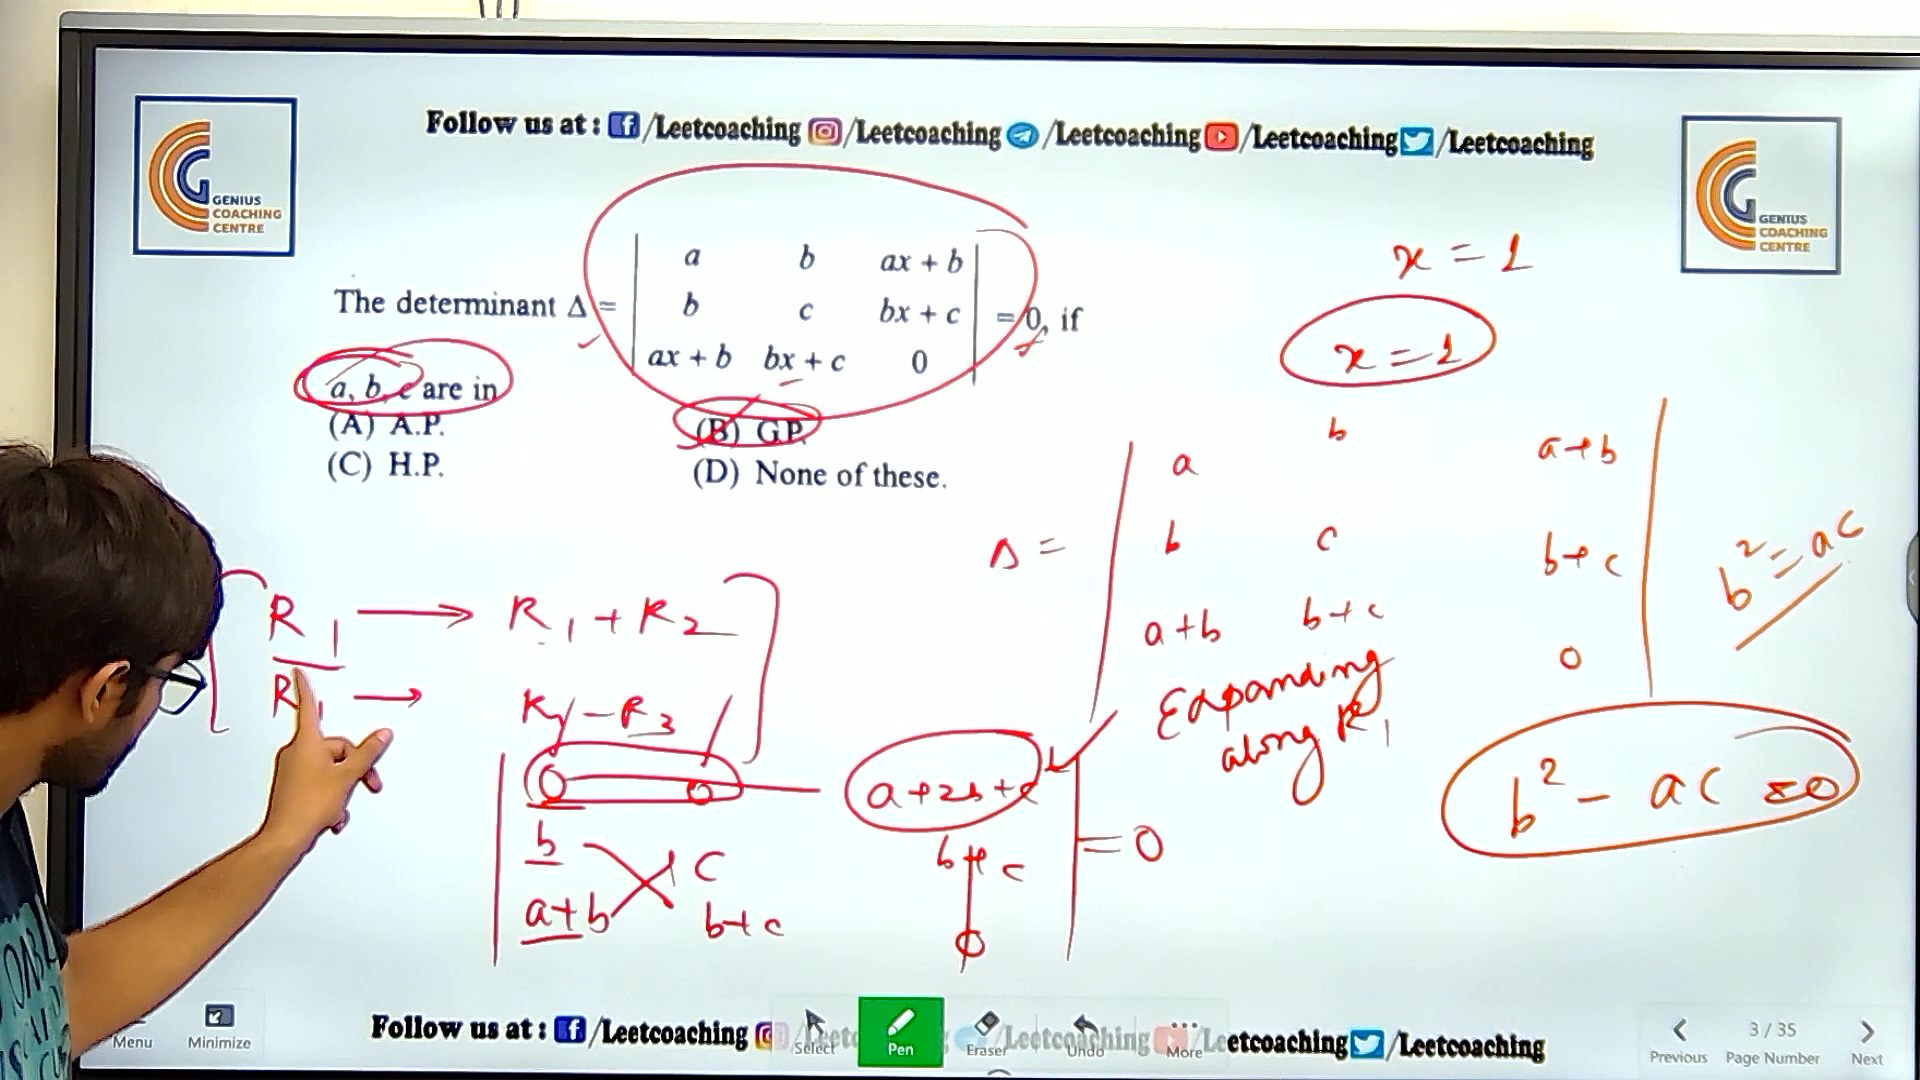 Follow us at : /Leetcoaching /Leetcoaching /Leetcoaching /Leetcoaching /Leetcoaching
GENIUS
COACHING
CENTRE
GENIUS
COACHING
CENTRE
The determinant Δ =
a b ax + b
b c bx + c
ax + b bx + c 0
= 0, if
a, b, c are in
(A) A.P.
(B) G.P.
(C) H.P.
(D) None of these.
x = 1
x = 1
Δ =
a b a+b
b c b+c
a+b b+c 0
b² = ac
Expanding
along R1
b² - ac = 0
R1 → R1 + R2
R1 → R1 - R3
0 0 a+2b+c
b c b+c
a+b b+c 0
= 0
Menu
Minimize
Follow us at : /Leetcoaching
Select
Pen
Eraser
Undo
More
Leetcoaching
etcoaching /Leetcoaching
Previous
3 / 35
Page Number
Next